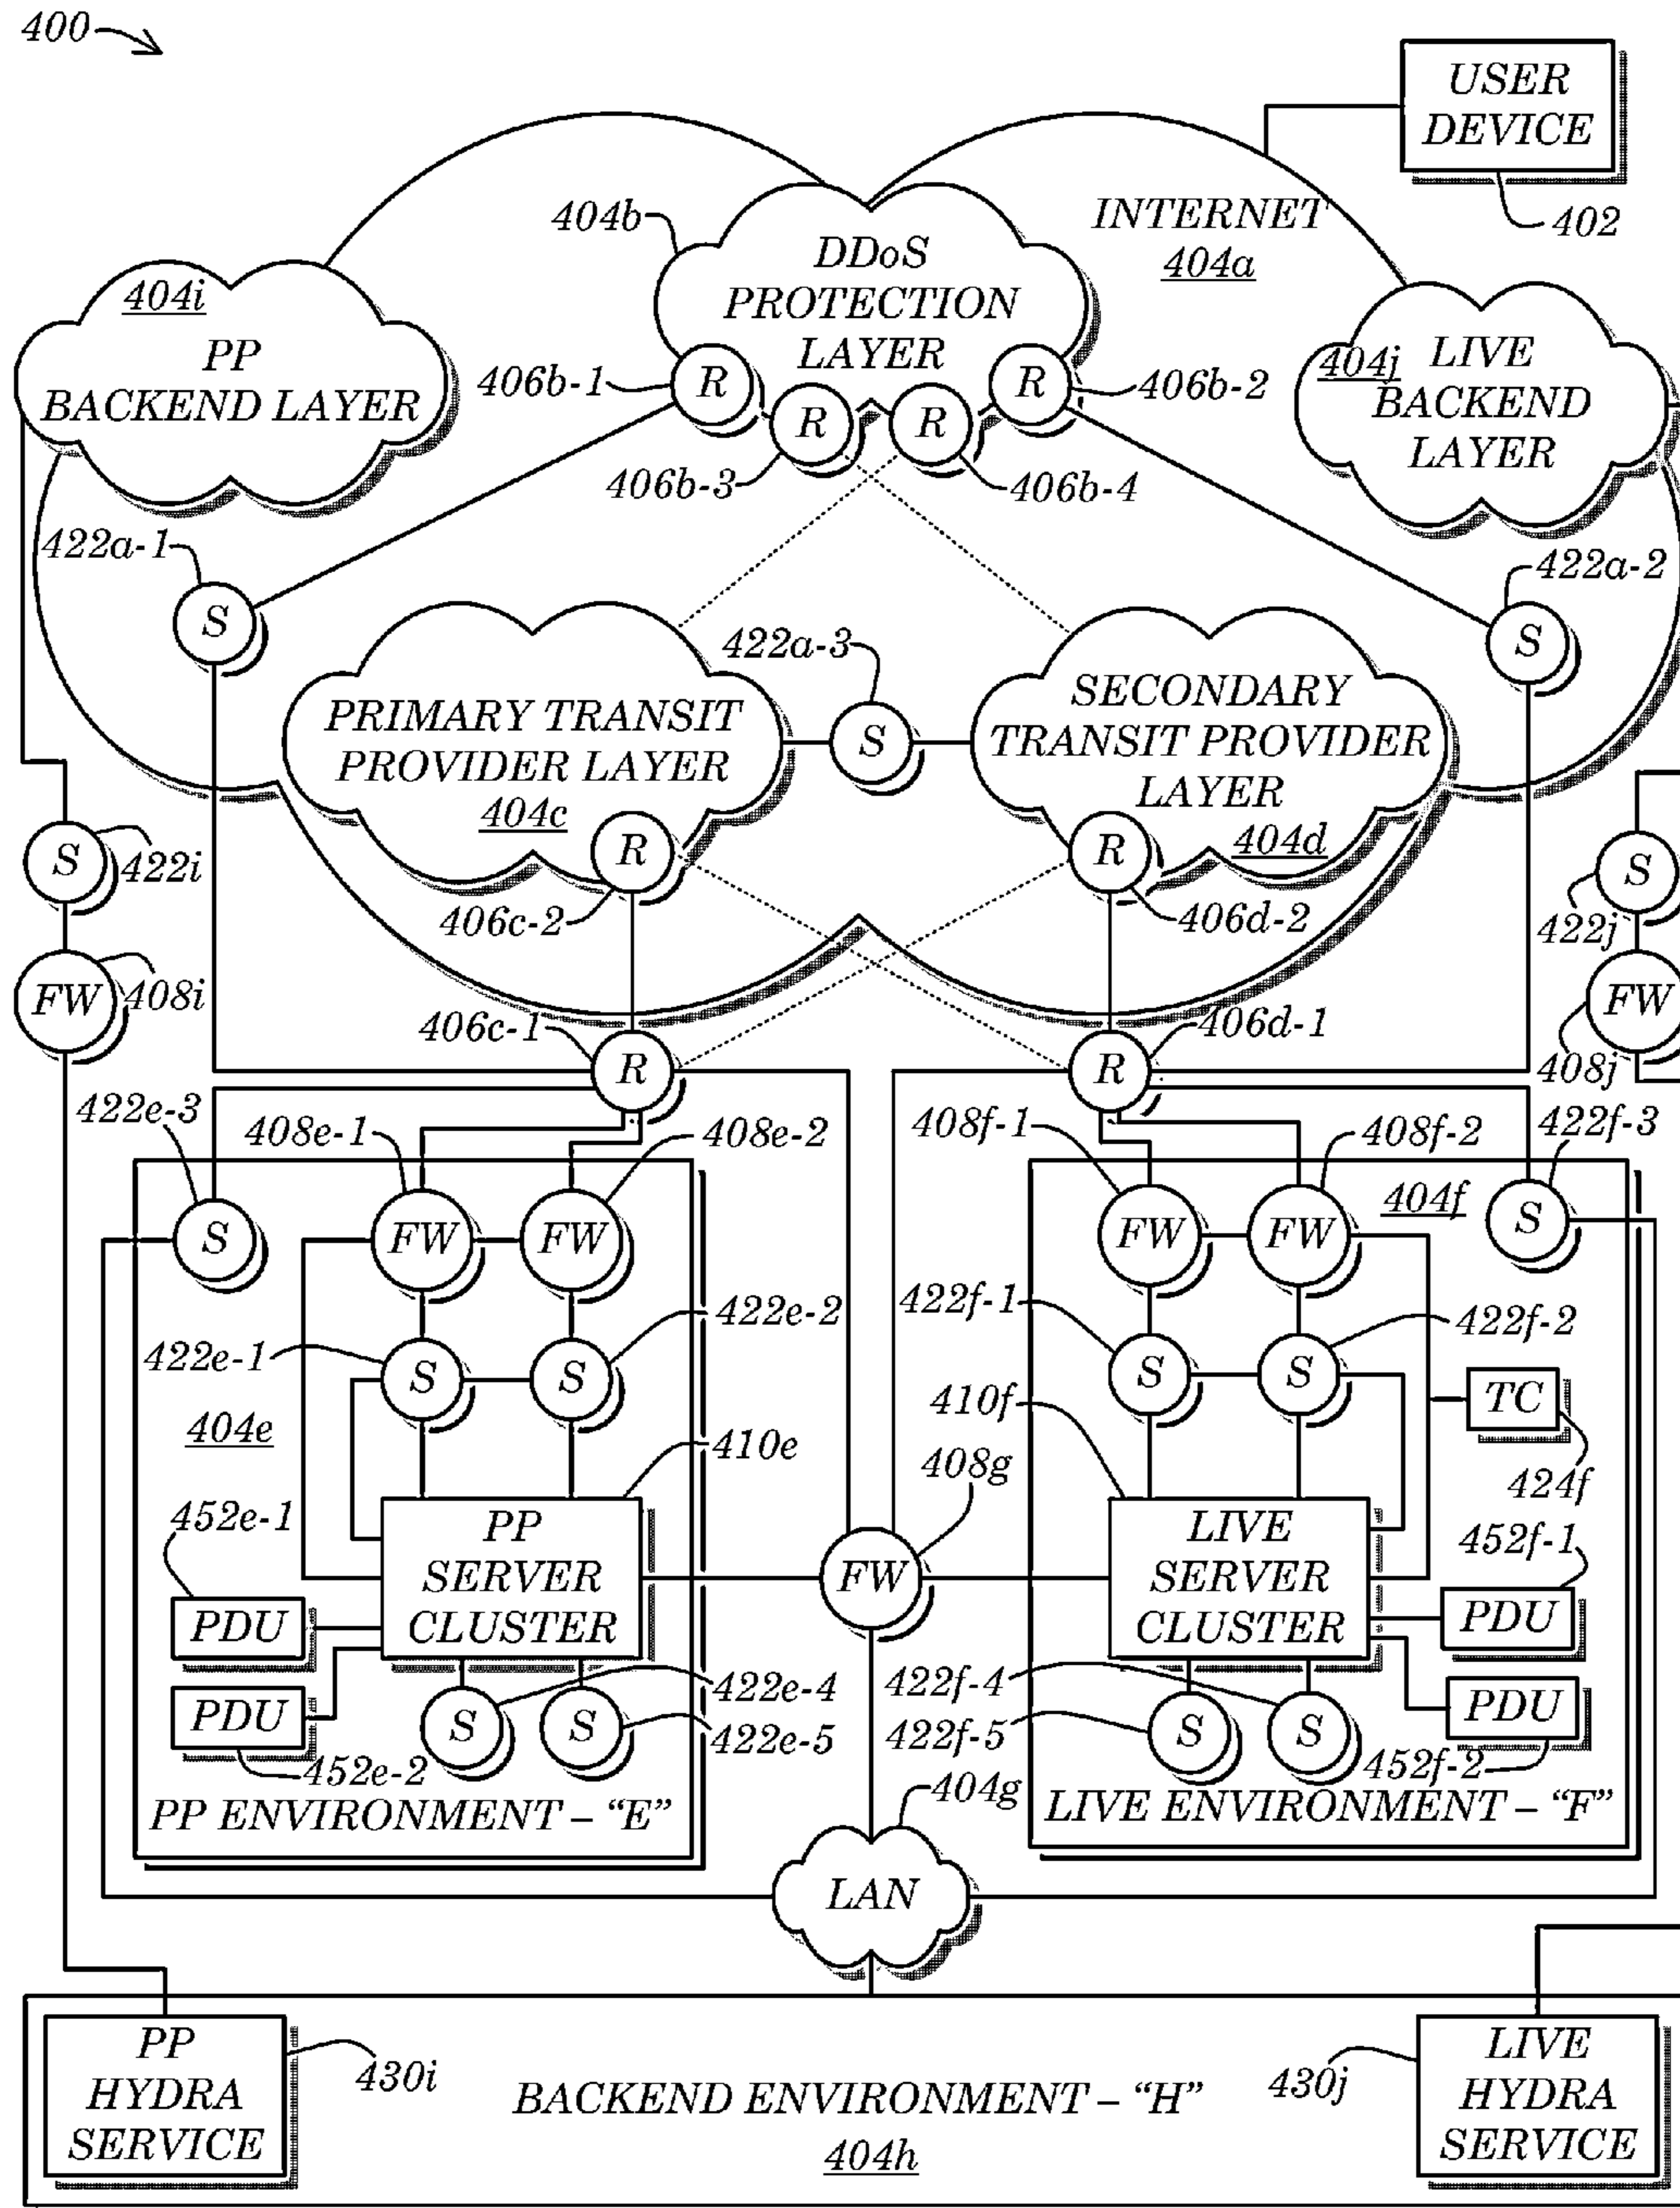 400
USER
DEVICE
402
INTERNET
404a
404b
DDoS
PROTECTION
LAYER
404i
PP
BACKEND LAYER
404j
LIVE
BACKEND
LAYER
406b-1
R
R
R
R
406b-2
406b-3
406b-4
422a-1
S
422a-2
S
422a-3
S
PRIMARY TRANSIT
PROVIDER LAYER
404c
SECONDARY
TRANSIT PROVIDER
LAYER
404d
R
R
406c-2
406d-2
S
422i
S
422j
FW
408i
FW
408j
406c-1
R
406d-1
R
422e-3
408e-1
408e-2
408f-1
408f-2
422f-3
S
FW
FW
FW
FW
404f
S
422e-1
S
S
422e-2
422f-1
S
S
422f-2
404e
410e
410f
TC
424f
408g
452e-1
PP
SERVER
CLUSTER
FW
LIVE
SERVER
CLUSTER
452f-1
PDU
PDU
PDU
PDU
452e-2
S
S
422e-4
422e-5
422f-4
422f-5
S
S
452f-2
PP ENVIRONMENT – “E”
404g
LIVE ENVIRONMENT – “F”
LAN
PP
HYDRA
SERVICE
430i
BACKEND ENVIRONMENT – “H”
404h
430j
LIVE
HYDRA
SERVICE